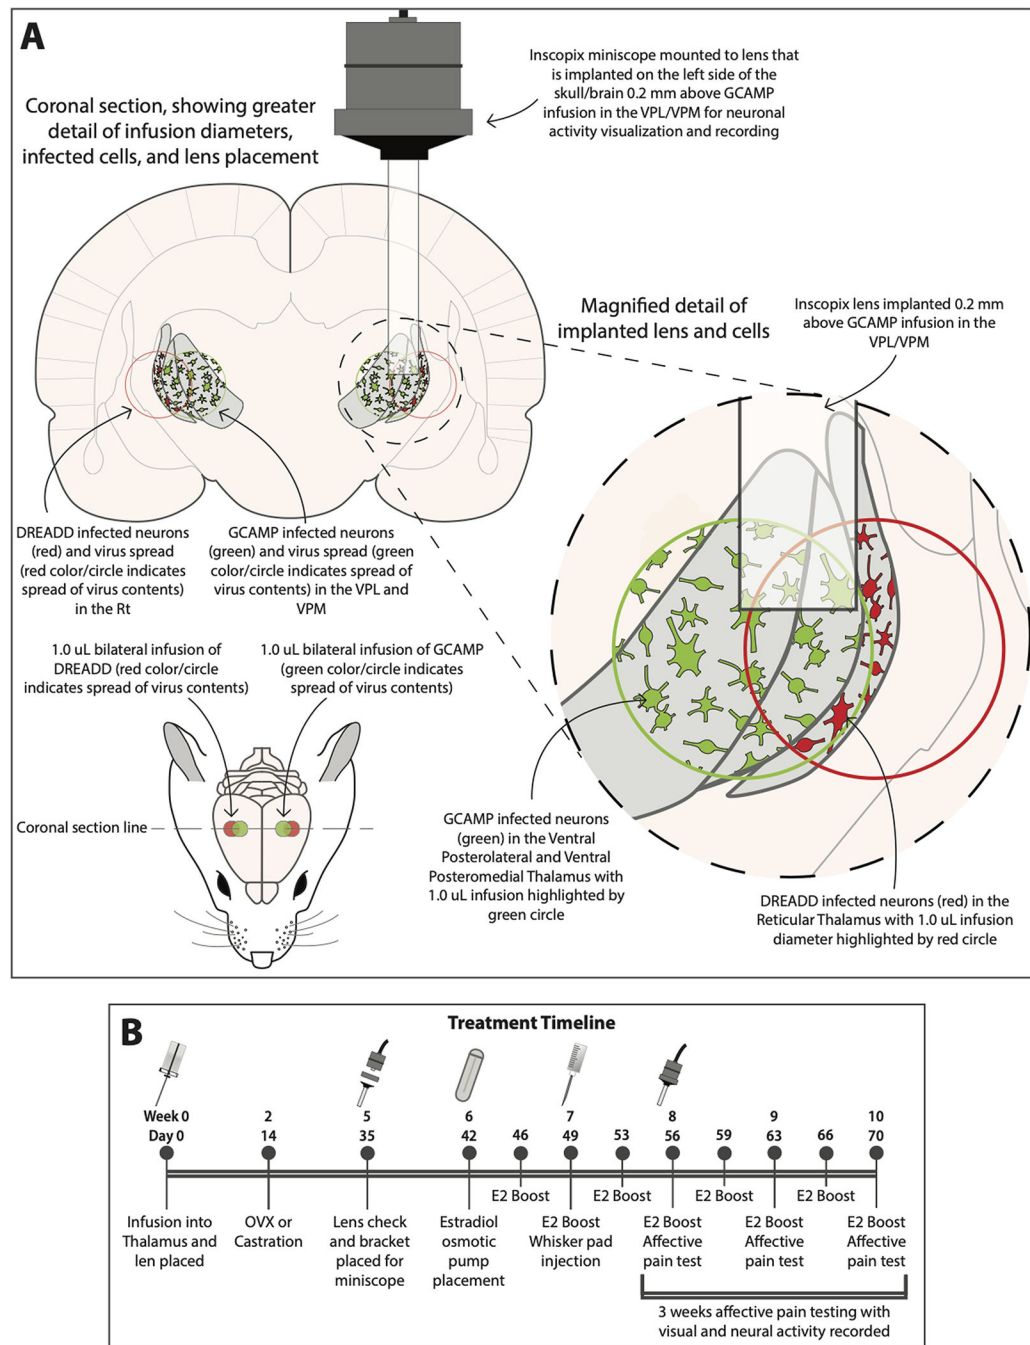 A
Coronal section, showing greater
detail of infusion diameters,
infected cells, and lens placement
Inscopix miniscope mounted to lens that
is implanted on the left side of the
skull/brain 0.2 mm above GCAMP
infusion in the VPL/VPM for neuronal
activity visualization and recording
Magnified detail of
implanted lens and cells
Inscopix lens implanted 0.2 mm
above GCAMP infusion in the
VPL/VPM
DREADD infected neurons
(red) and virus spread
(red color/circle indicates
spread of virus contents)
in the Rt
GCAMP infected neurons
(green) and virus spread (green
color/circle indicates spread of
virus contents) in the VPL and
VPM
1.0 uL bilateral infusion of
DREADD (red color/circle
indicates spread of virus contents)
1.0 uL bilateral infusion of GCAMP
(green color/circle indicates
spread of virus contents)
Coronal section line
GCAMP infected neurons
(green) in the Ventral
Posterolateral and Ventral
Posteromedial Thalamus with
1.0 uL infusion highlighted by
green circle
DREADD infected neurons (red) in the
Reticular Thalamus with 1.0 uL infusion
diameter highlighted by red circle
B
Treatment Timeline
Week 0 2 5 6 7 8 9 10
Day 0 14 35 42 46 49 53 56 59 63 66 70
E2 Boost E2 Boost E2 Boost E2 Boost
Infusion into
Thalamus and
len placed
OVX or
Castration
Lens check
and bracket
placed for
miniscope
Estradiol
osmotic
pump
placement
E2 Boost
Whisker pad
injection
E2 Boost
Affective
pain test
E2 Boost
Affective
pain test
E2 Boost
Affective
pain test
3 weeks affective pain testing with
visual and neural activity recorded